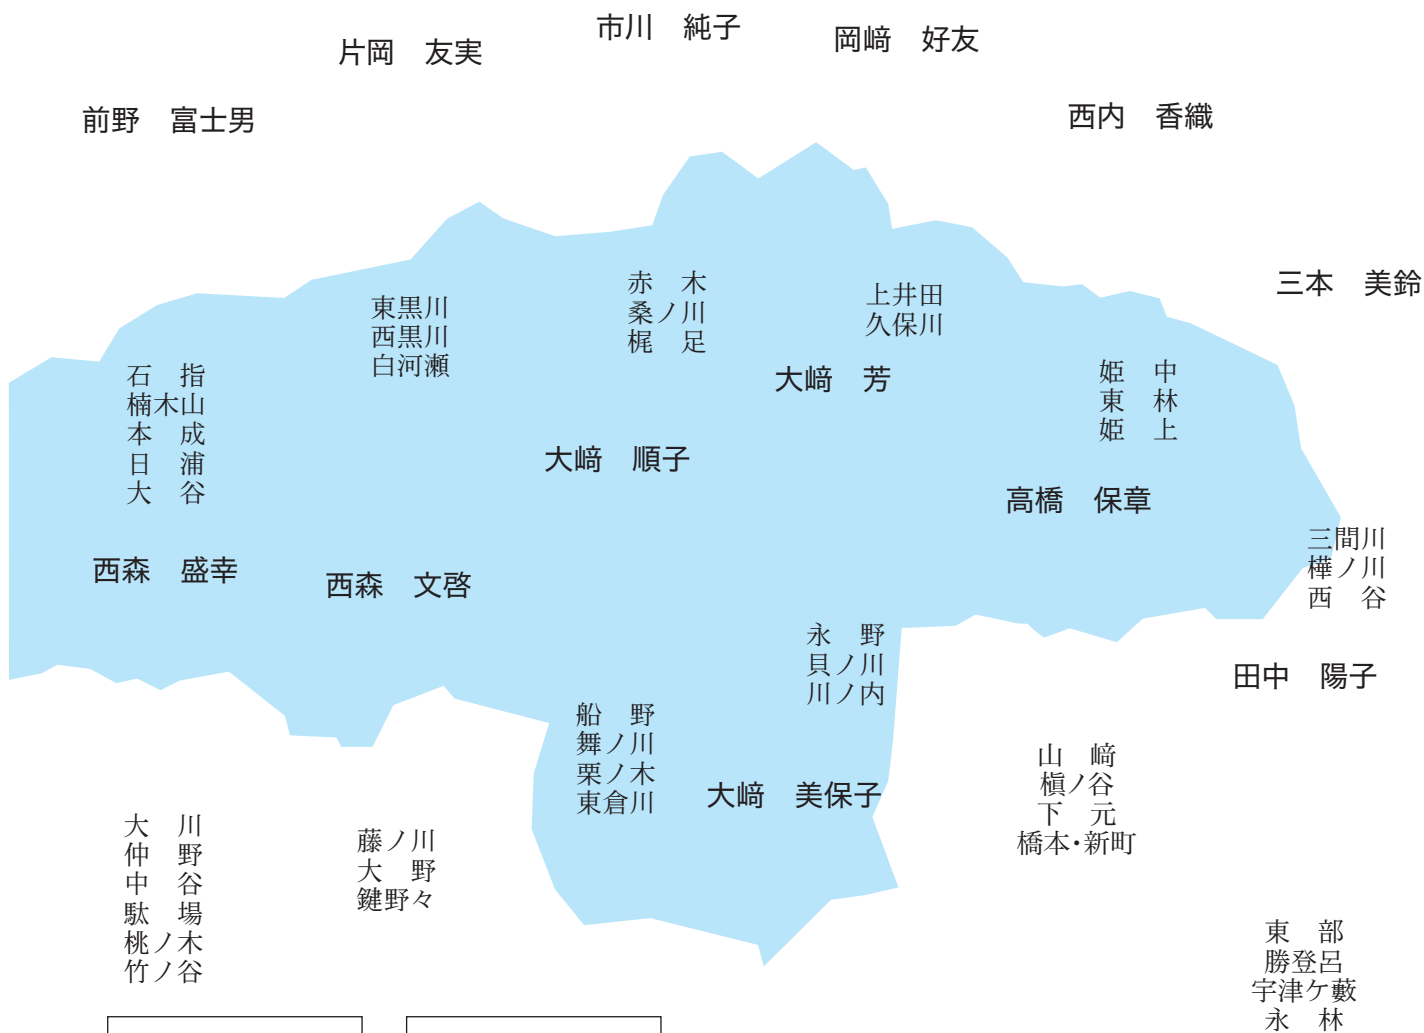 市川　純子
岡﨑　好友
片岡　友実
前野　富士男
西内　香織
三本　美鈴
東黒川
西黒川
白河瀬
赤　木
桑ノ川
梶　足
上井田
久保川
石　指
楠木山
本　成
日　浦
大　谷
大﨑　芳
姫　中
東　林
姫　上
大﨑　順子
高橋　保章
三間川
樺ノ川
西　谷
西森　盛幸
西森　文啓
永　野
貝ノ川
川ノ内
田中　陽子
船　野
舞ノ川
栗ノ木
東倉川
大﨑　美保子
山　﨑
槇ノ谷
下　元
橋本・新町
大　川
仲　野
中　谷
駄　場
桃ノ木
竹ノ谷
藤ノ川
大　野
鍵野々
東　部
勝登呂
宇津ケ藪
永　林